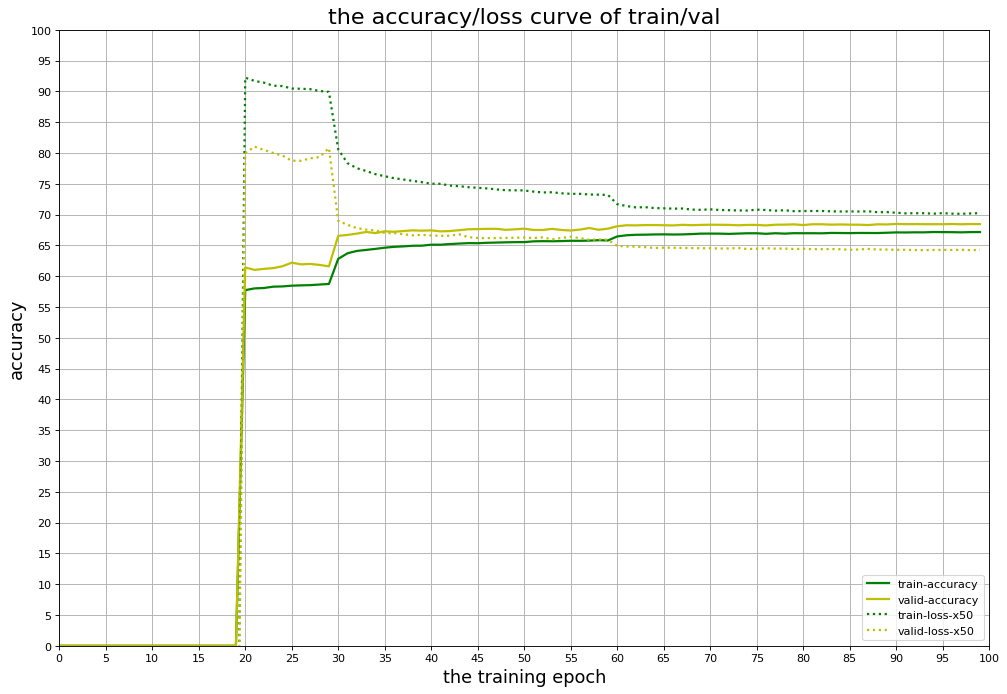 the accuracy/loss curve of train/val
100
95
90
85
80
75
70
65
60
55
50
45
40
35
30
25
20
15
10
5
0
accuracy
train-accuracy
valid-accuracy
train-loss-x50
valid-loss-x50
0 5 10 15 20 25 30 35 40 45 50 55 60 65 70 75 80 85 90 95 100
the training epoch